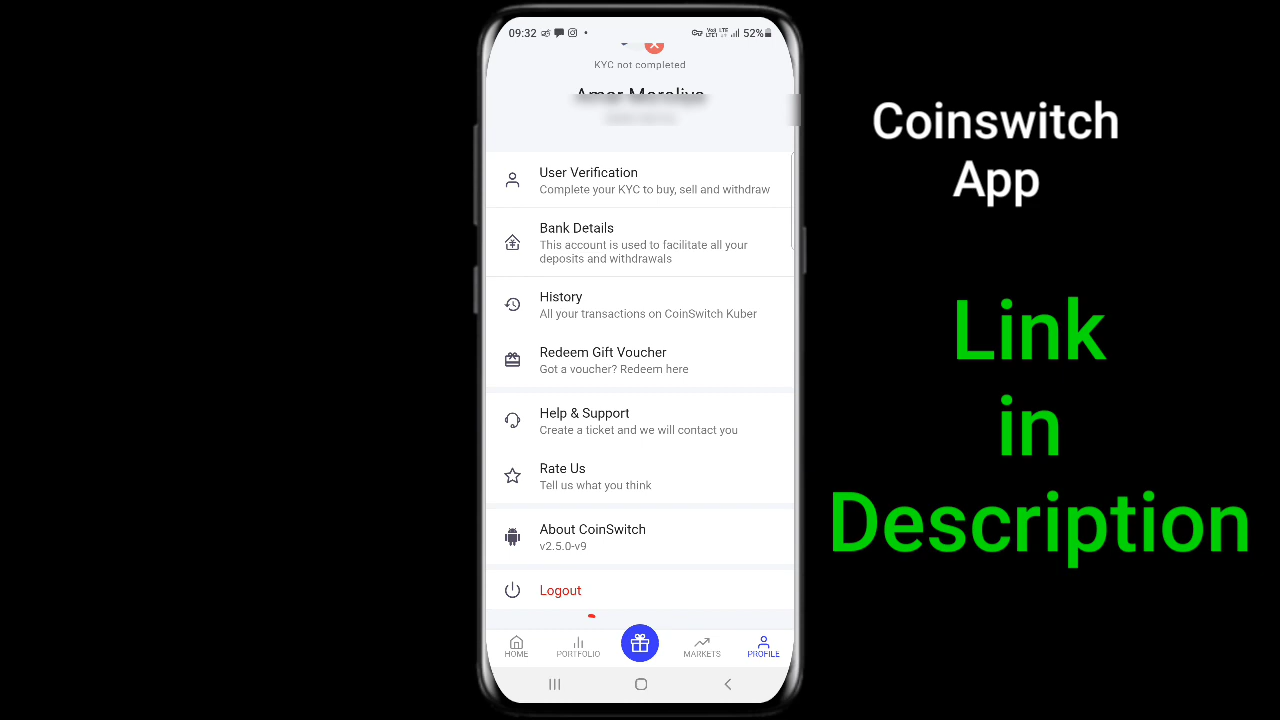 09:32
52%
KYC not completed
User Verification
Complete your KYC to buy, sell and withdraw
Bank Details
This account is used to facilitate all your
deposits and withdrawals
History
All your transactions on CoinSwitch Kuber
Redeem Gift Voucher
Got a voucher? Redeem here
Help & Support
Create a ticket and we will contact you
Rate Us
Tell us what you think
About CoinSwitch
v2.5.0-v9
Logout
HOME
PORTFOLIO
MARKETS
PROFILE
Coinswitch
App
Link
in
Description